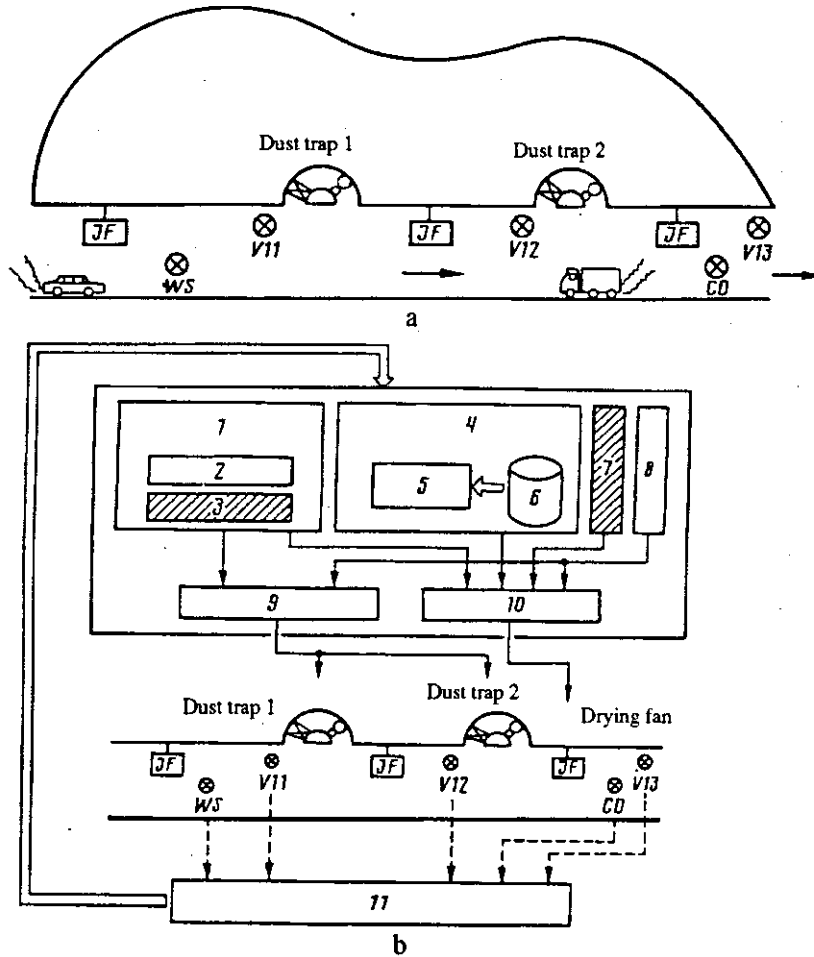 Dust trap 1
Dust trap 2
JF
V11
JF
V12
JF
V13
WS
CO
a
1
2
3
4
5
6
7
8
9
10
Dust trap 1
Dust trap 2
Drying fan
JF
V11
JF
V12
JF
V13
WS
CO
11
b